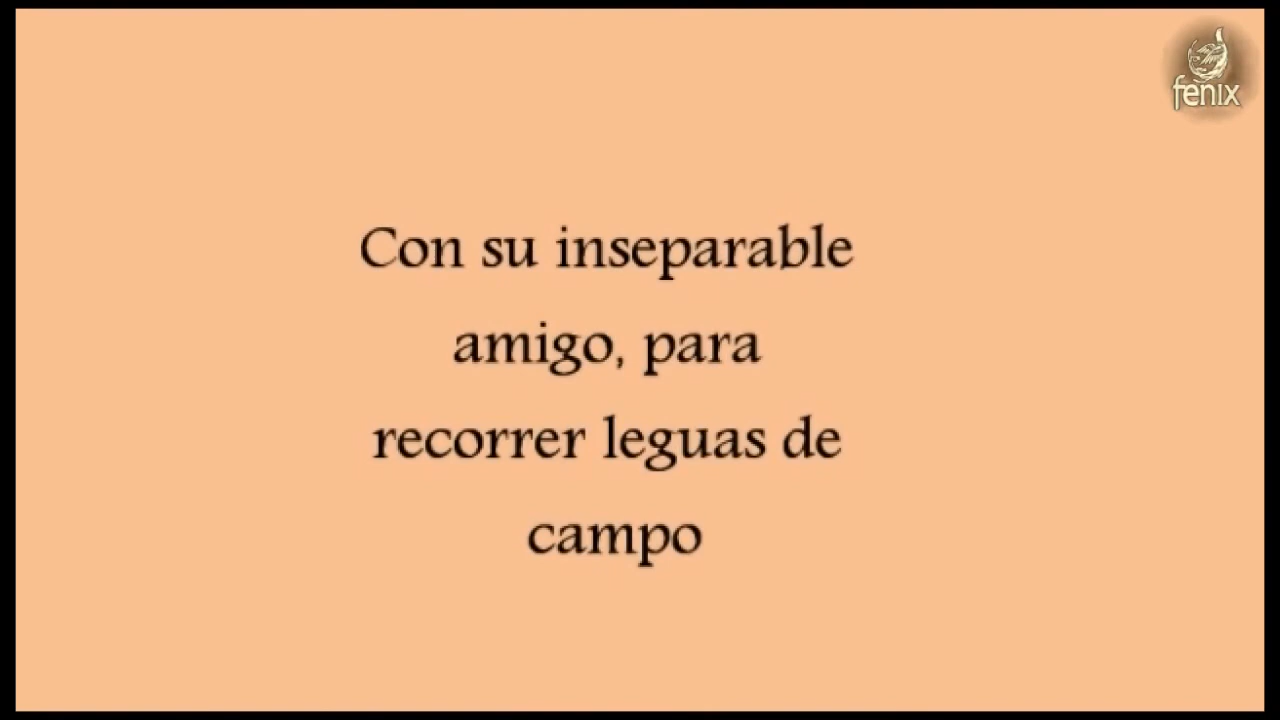 fenix
Con su inseparable
amigo, para
recorrer leguas de
campo